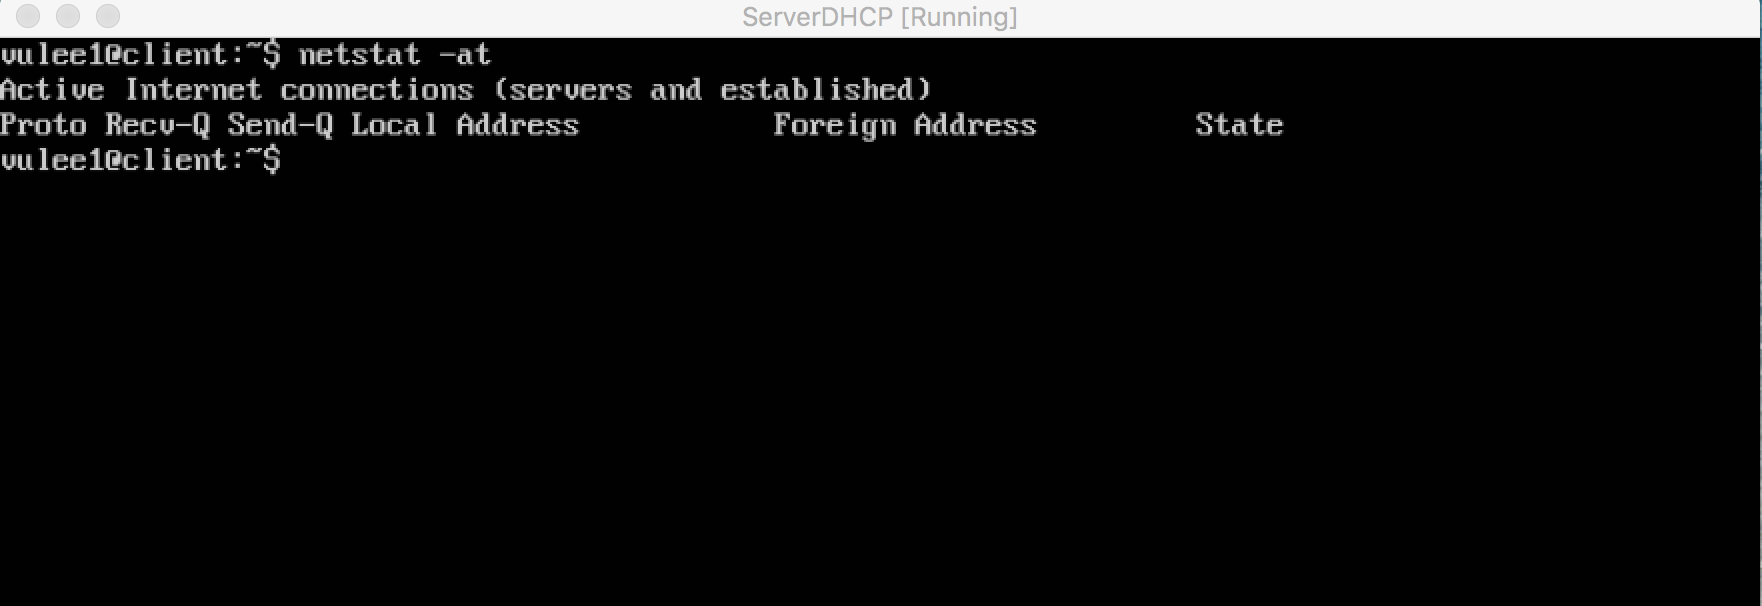 ServerDHCP [Running]
vulee1@client:~$ netstat -at
Active Internet connections (servers and established)
Proto Recv-Q Send-Q Local Address           Foreign Address         State
vulee1@client:~$